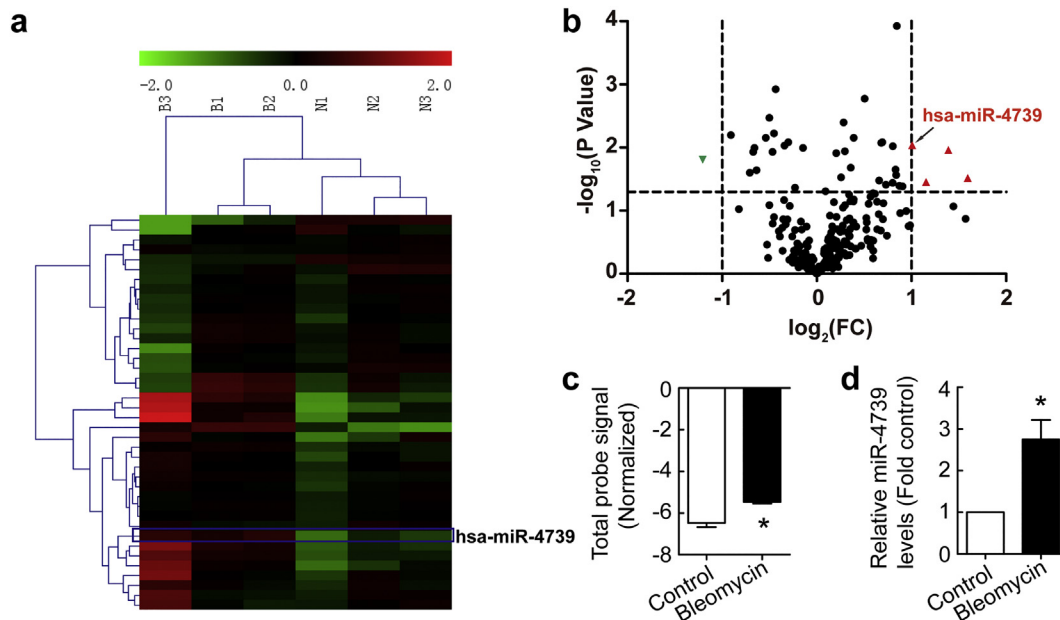 a
-2.0 0.0 2.0
B3 B1 B2 N1 N2 N3
hsa-miR-4739
b
-log10(P Value)
4
3
2
1
0
hsa-miR-4739
-2 -1 0 1 2
log2(FC)
c
Total probe signal
(Normalized)
0
-2
-4
-6
-8
*
Control
Bleomycin
d
Relative miR-4739
levels (Fold control)
4
3
2
1
0
*
Control
Bleomycin